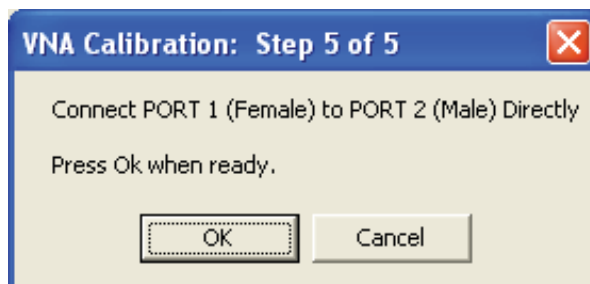 VNA Calibration: Step 5 of 5
Connect PORT 1 (Female) to PORT 2 (Male) Directly
Press Ok when ready.
OK
Cancel